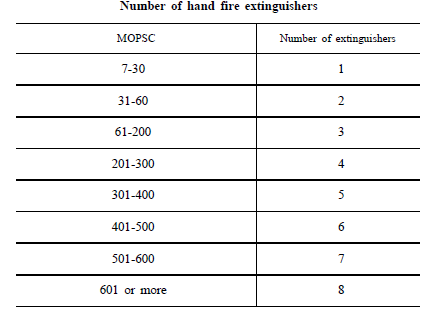 Number of hand fire extinguishers
MOPSC Number of extinguishers
7-30 1
31-60 2
61-200 3
201-300 4
301-400 5
401-500 6
501-600 7
601 or more 8